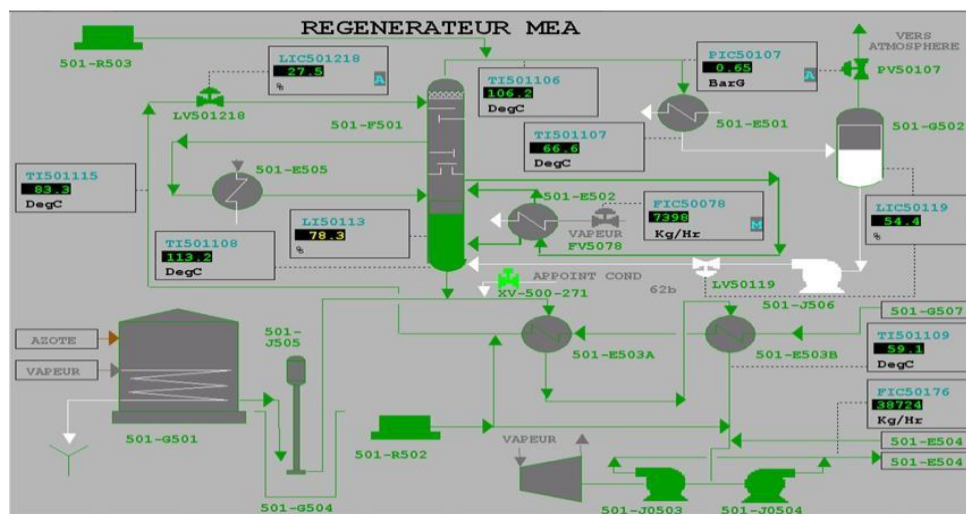 REGENERATEUR MEA
501-R503
LIC501218
27.5
%
A
LV501218
501-F501
TI501106
106.2
DegC
PIC50107
0.65
BarG
A
VERS
ATMOSPHERE
PV50107
501-E501
501-G502
TI501107
66.6
DegC
TI501115
83.3
DegC
501-E505
501-E502
FIC50078
7398
Kg/Hr
M
VAPEUR
FV5078
LIC50119
54.4
%
LI50113
78.3
%
TI501108
113.2
DegC
APPOINT COND
XV-500-271
62b
LV50119
501-J506
501-G507
501-
J505
501-E503A
501-E503B
TI501109
59.1
DegC
AZOTE
VAPEUR
501-G501
501-R502
FIC50176
38724
Kg/Hr
VAPEUR
501-E504
501-E504
501-G504
501-J0503
501-J0504